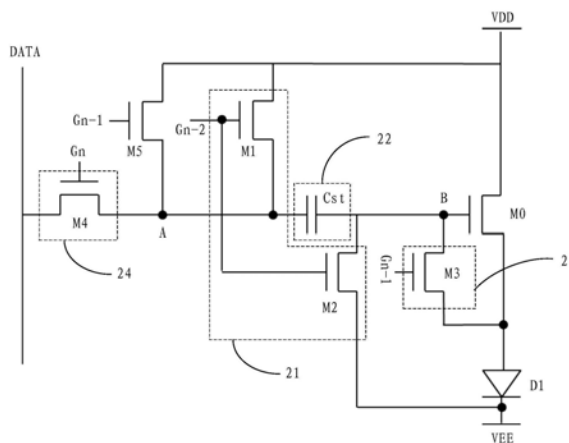 VDD
DATA
Gn-1
M5
Gn-2
M1
22
Gn
Cst
B
M0
M4
A
24
M2
Gn-1
M3
2
21
D1
VEE